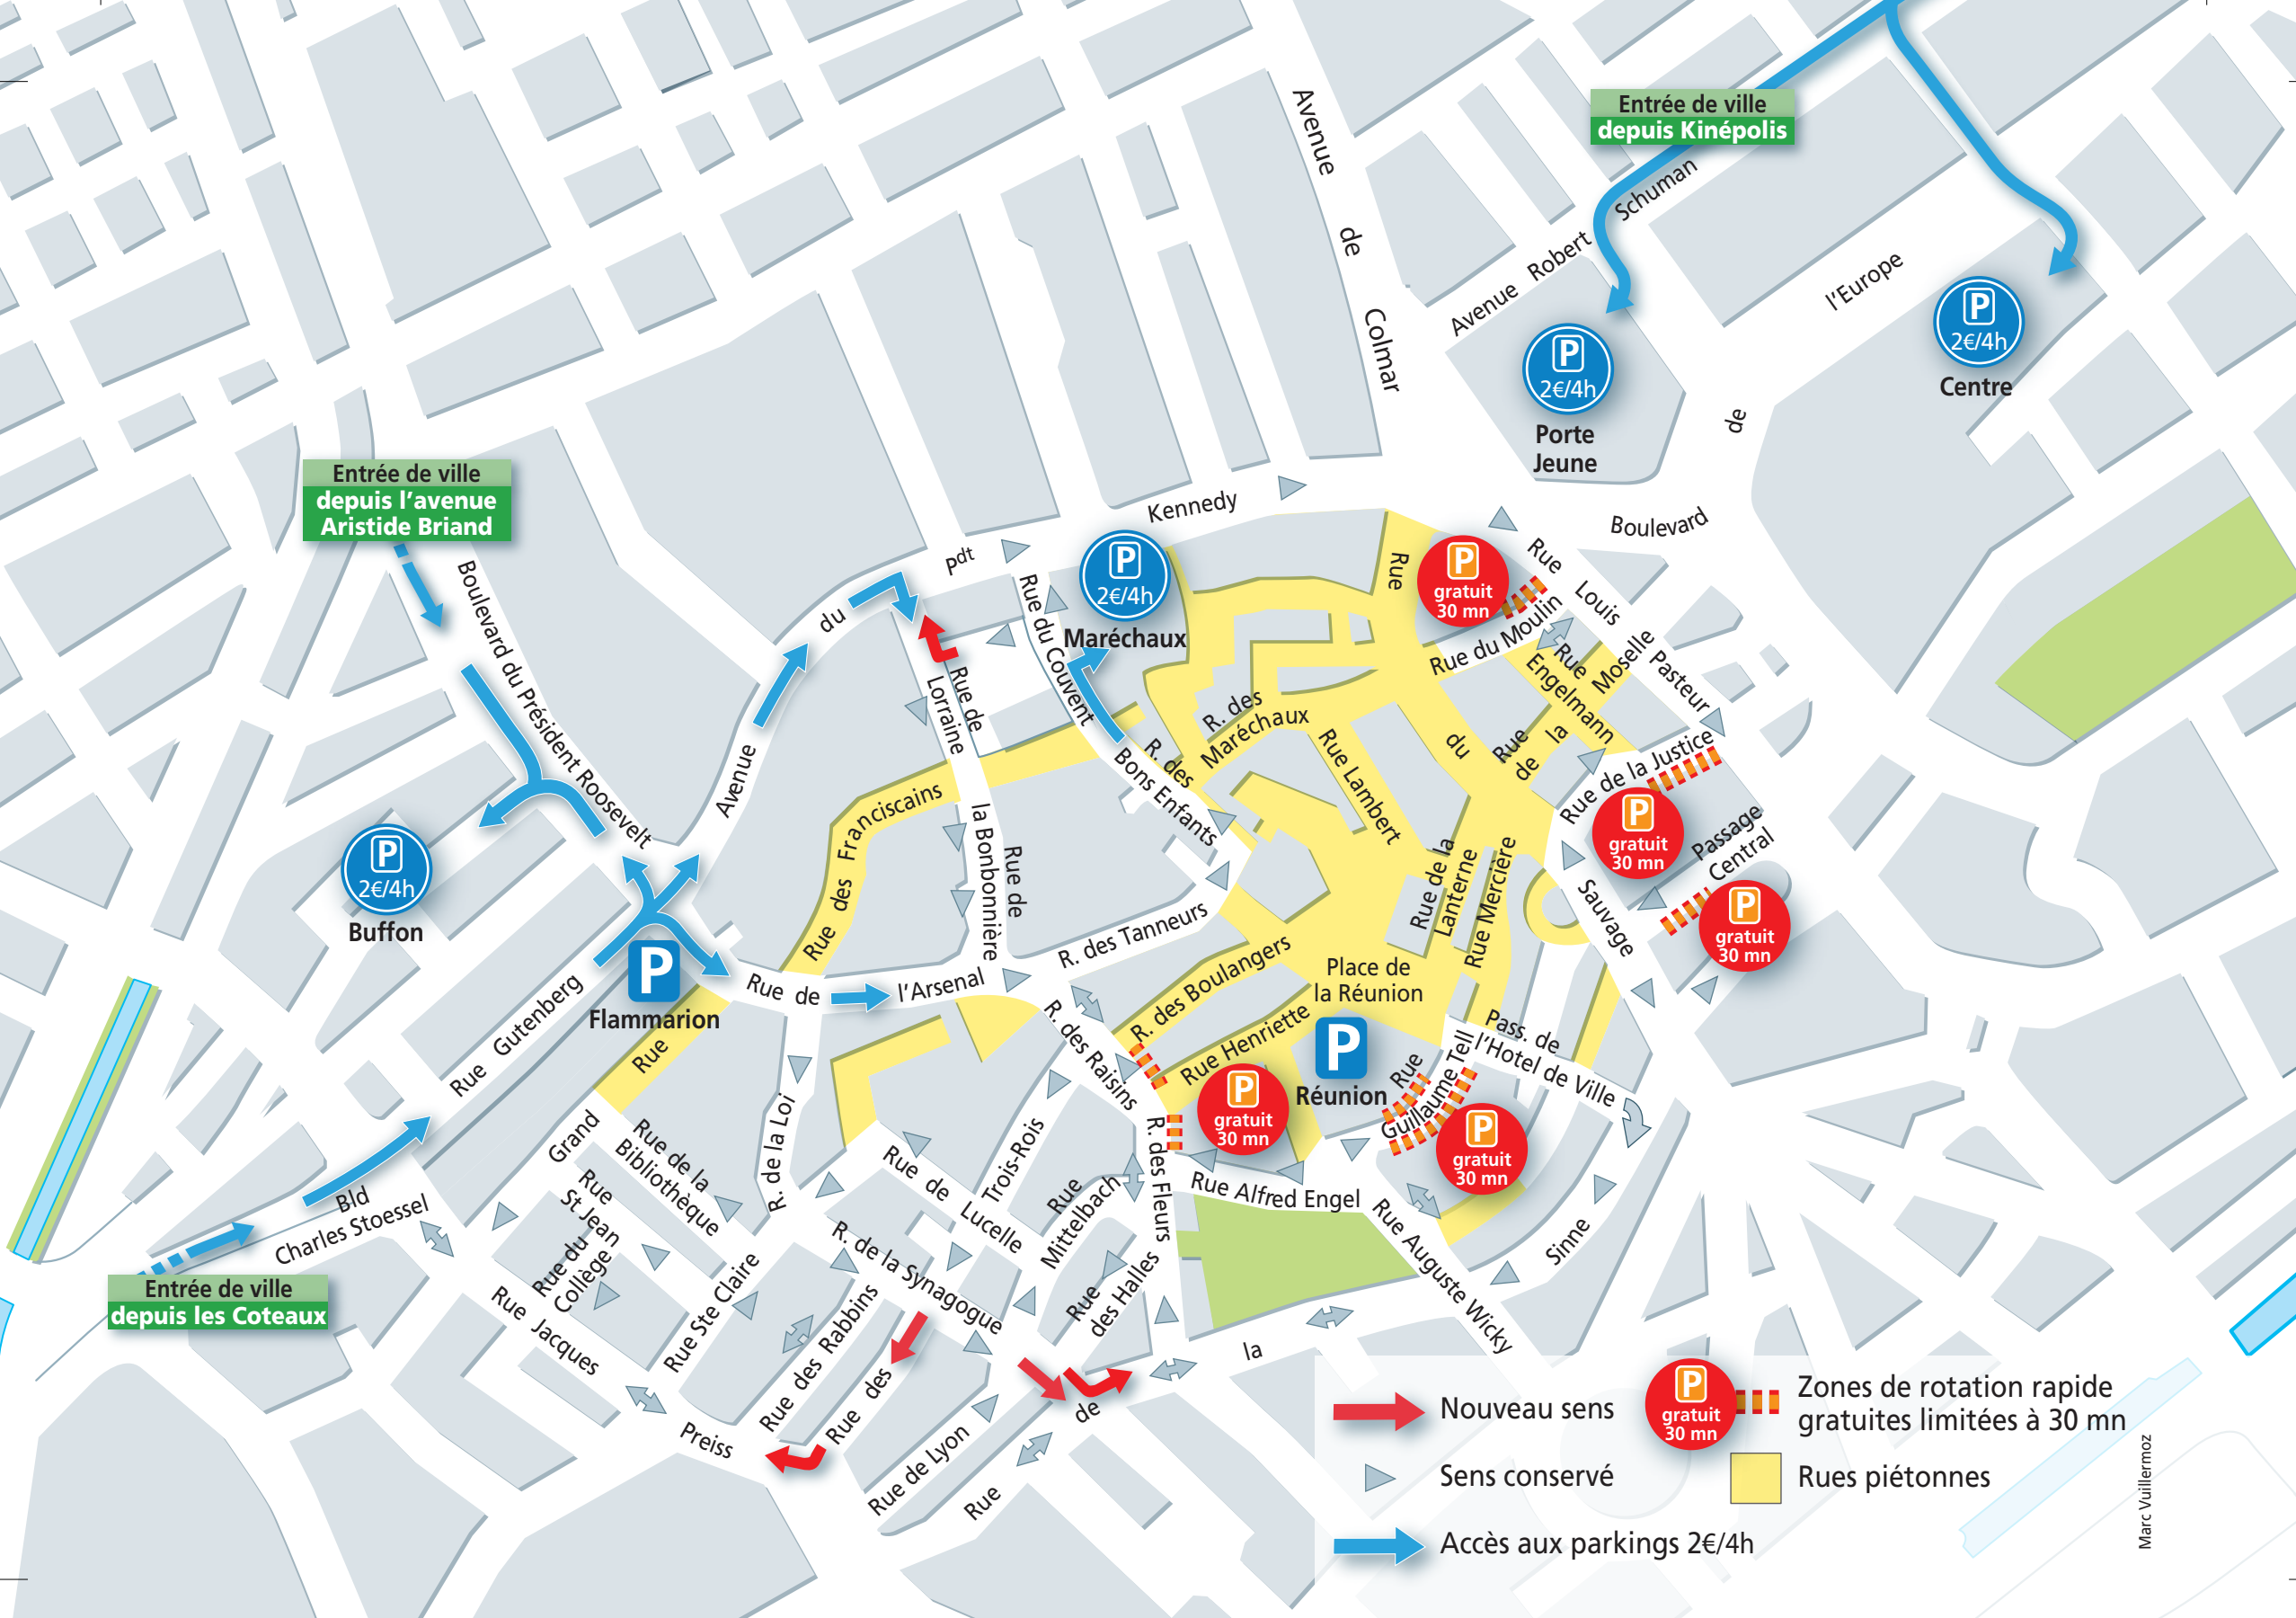 Entrée de ville
depuis Kinépolis
Avenue de Colmar
Avenue Robert Schuman
Boulevard de l'Europe
P
2€/4h
Centre
P
2€/4h
Porte
Jeune
Entrée de ville
depuis l'avenue
Aristide Briand
Boulevard du Président Roosevelt
Avenue du Pdt Kennedy
P
2€/4h
Maréchaux
Rue du Couvent
Rue de
Lorraine
P
gratuit
30 mn
Rue du Moulin
Rue Louis Pasteur
Rue
Engelmann
Rue de la Moselle
Rue du Sauvage
Rue de la Justice
P
gratuit
30 mn
Passage
Central
P
gratuit
30 mn
R. des
Maréchaux
R. des
Bons Enfants
Rue Lambert
Rue de la
Lanterne
Rue Mercière
Rue des Franciscains
Rue de
la Bonbonnière
R. des Tanneurs
P
2€/4h
Buffon
P
Flammarion
Rue Gutenberg
Rue de l'Arsenal
R. des Boulangers
Place de
la Réunion
Rue Henriette
P
Réunion
P
gratuit
30 mn
Rue
Guillaume Tell
P
gratuit
30 mn
Pass. de
l'Hotel de Ville
R. des Raisins
R. des Fleurs
Rue Alfred Engel
Rue Auguste Wicky
Rue de la Sinne
Rue Grand
R. de la Loi
Rue de la
Bibliothèque
Rue
St Jean
Rue du
Collège
Rue Ste Claire
Rue Jacques Preiss
Bld
Charles Stoessel
Entrée de ville
depuis les Coteaux
Rue de Lucelle
Trois-Rois
Rue
Mittelbach
Rue
des Halles
R. de la Synagogue
Rue des Rabbins
Rue des
Rue de Lyon
Nouveau sens
Sens conservé
Accès aux parkings 2€/4h
P
gratuit
30 mn
Zones de rotation rapide
gratuites limitées à 30 mn
Rues piétonnes
Marc Vuillermoz